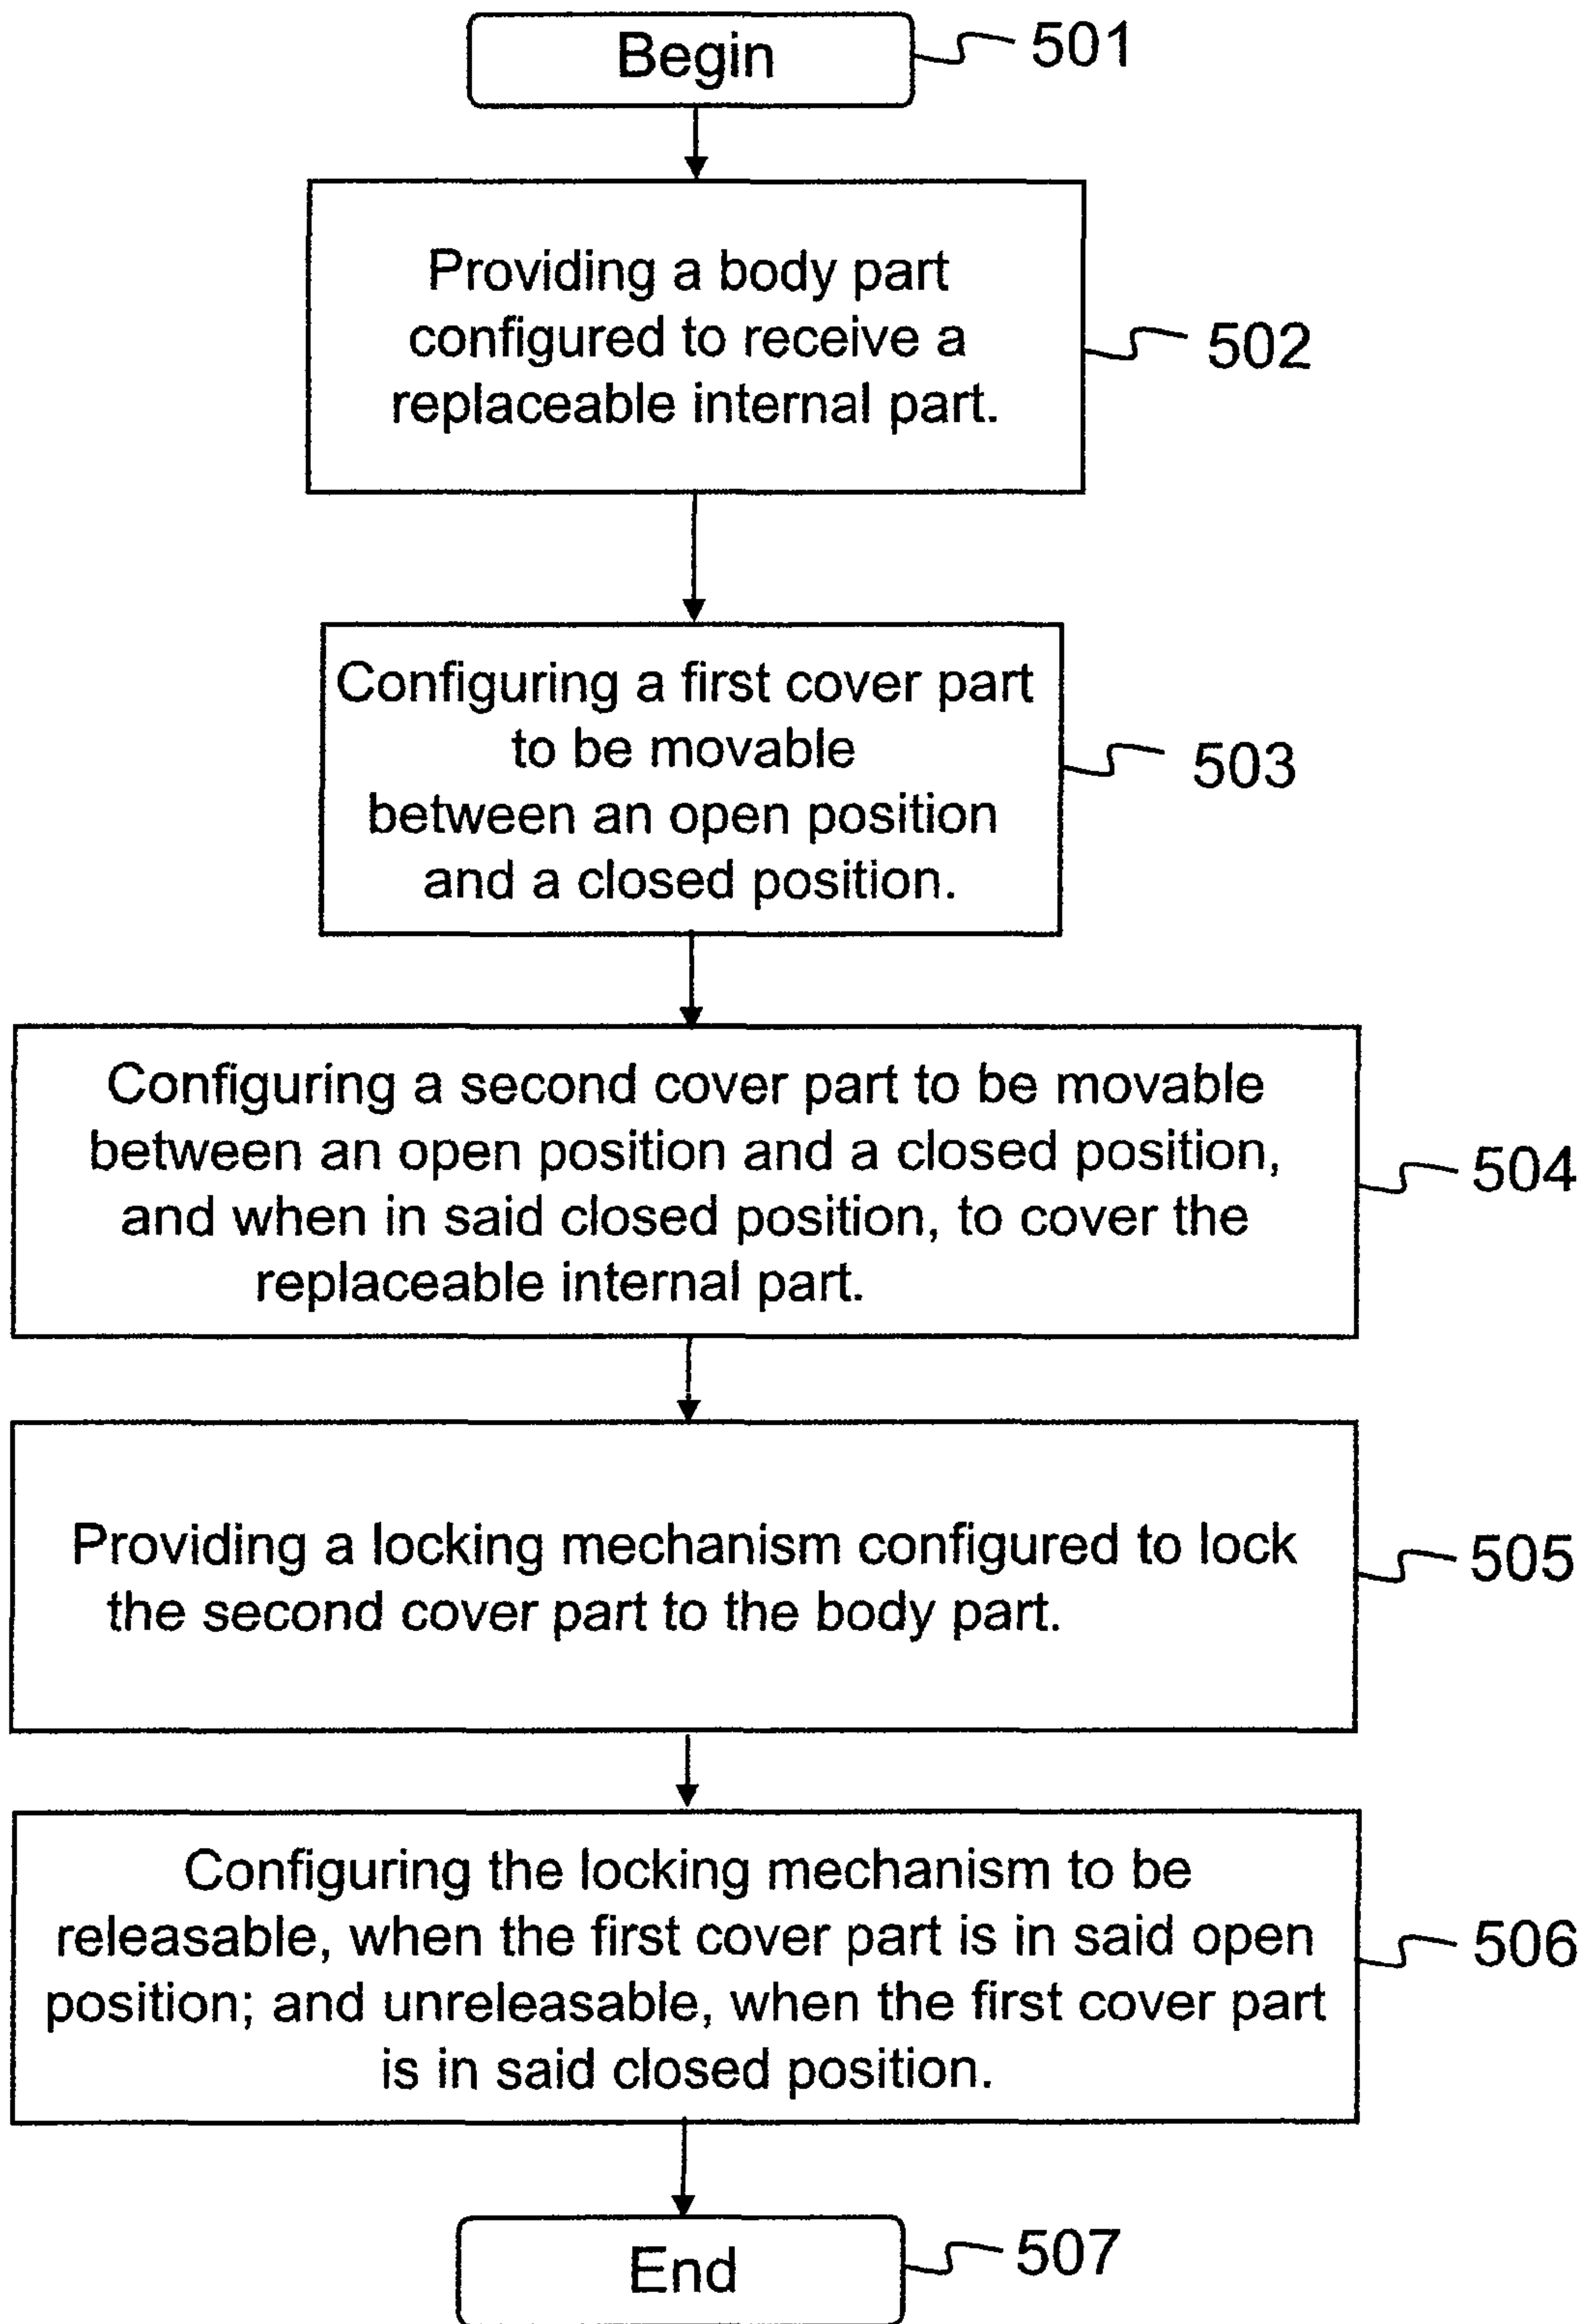 Begin
501
Providing a body part
configured to receive a
replaceable internal part.
502
Configuring a first cover part
to be movable
between an open position
and a closed position.
503
Configuring a second cover part to be movable
between an open position and a closed position,
and when in said closed position, to cover the
replaceable internal part.
504
Providing a locking mechanism configured to lock
the second cover part to the body part.
505
Configuring the locking mechanism to be
releasable, when the first cover part is in said open
position; and unreleasable, when the first cover part
is in said closed position.
506
End
507